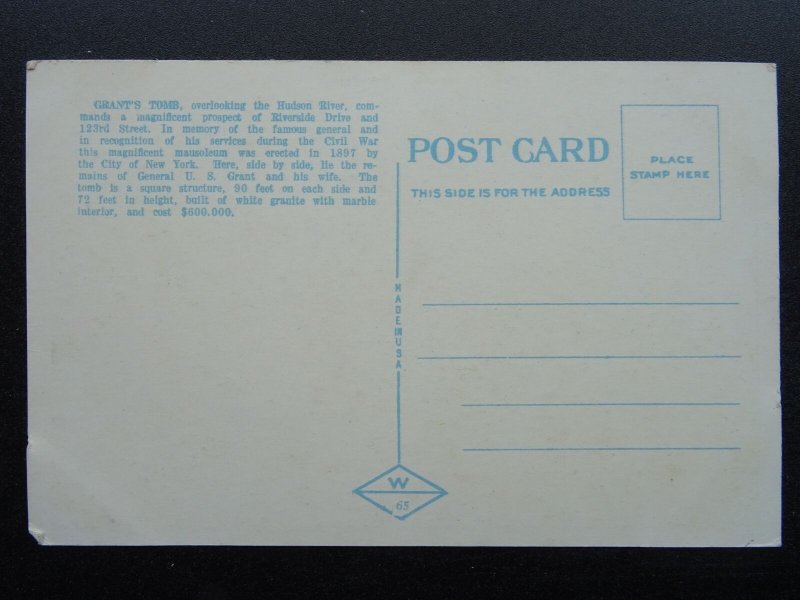 GRANT'S TOMB, overlooking the Hudson River, com-
mands a magnificent prospect of Riverside Drive and
123rd Street. In memory of the famous general and
in recognition of his services during the Civil War
this magnificent mausoleum was erected in 1897 by
the City of New York. Here, side by side, lie the re-
mains of General U. S. Grant and his wife. The
tomb is a square structure, 90 feet on each side and
72 feet in height, built of white granite with marble
interior, and cost $600.000.
MADE IN USA
W
65
POST CARD
THIS SIDE IS FOR THE ADDRESS
PLACE
STAMP HERE